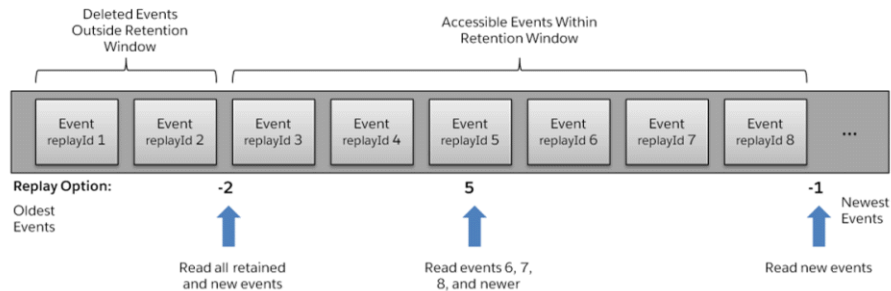 Deleted Events
Outside Retention
Window
Accessible Events Within
Retention Window
Event
replayId 1
Event
replayId 2
Event
replayId 3
Event
replayId 4
Event
replayId 5
Event
replayId 6
Event
replayId 7
Event
replayId 8
...
Replay Option:
-2
5
-1
Oldest
Events
Newest
Events
Read all retained
and new events
Read events 6, 7,
8, and newer
Read new events